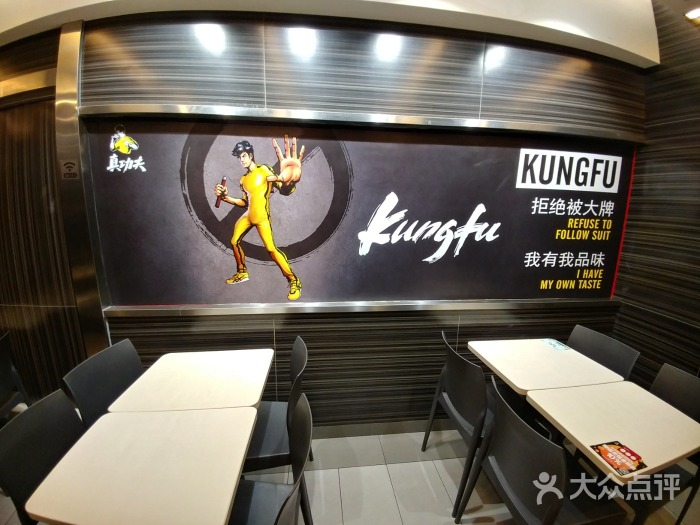 真功夫
Kungfu
KUNGFU
拒绝被大牌
REFUSE TO
FOLLOW SUIT
我有我品味
I HAVE
MY OWN TASTE
大众点评